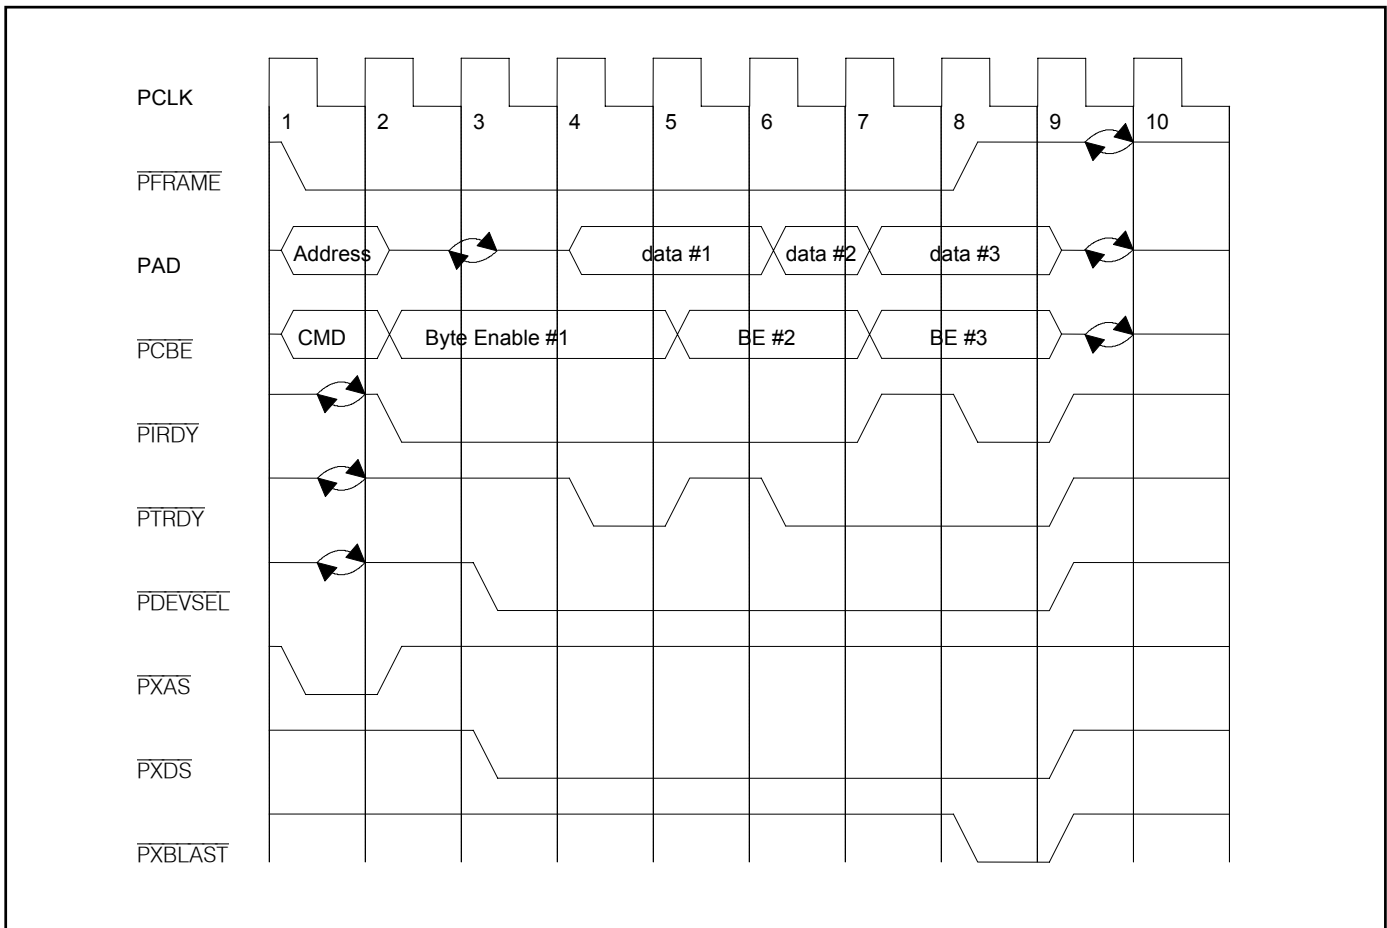 PCLK
1 2 3 4 5 6 7 8 9 10
PFRAME
PAD
Address data #1 data #2 data #3
PCBE
CMD Byte Enable #1 BE #2 BE #3
PIRDY
PTRDY
PDEVSEL
PXAS
PXDS
PXBLAST